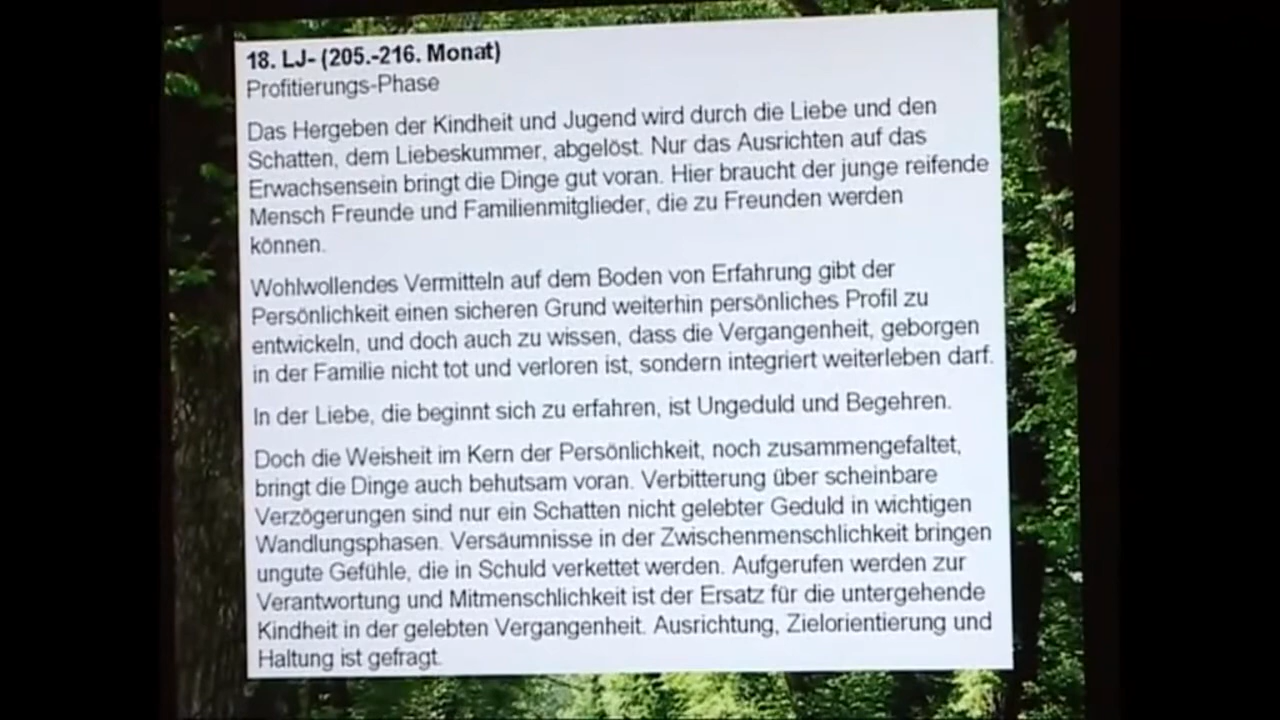 18. LJ- (205.-216. Monat)
Profitierungs-Phase
Das Hergeben der Kindheit und Jugend wird durch die Liebe und den
Schatten, dem Liebeskummer, abgelöst. Nur das Ausrichten auf das
Erwachsensein bringt die Dinge gut voran. Hier braucht der junge reifende
Mensch Freunde und Familienmitglieder, die zu Freunden werden
können.
Wohlwollendes Vermitteln auf dem Boden von Erfahrung gibt der
Persönlichkeit einen sicheren Grund weiterhin persönliches Profil zu
entwickeln, und doch auch zu wissen, dass die Vergangenheit, geborgen
in der Familie nicht tot und verloren ist, sondern integriert weiterleben darf.
In der Liebe, die beginnt sich zu erfahren, ist Ungeduld und Begehren.
Doch die Weisheit im Kern der Persönlichkeit, noch zusammengefaltet,
bringt die Dinge auch behutsam voran. Verbitterung über scheinbare
Verzögerungen sind nur ein Schatten nicht gelebter Geduld in wichtigen
Wandlungsphasen. Versäumnisse in der Zwischenmenschlichkeit bringen
ungute Gefühle, die in Schuld verkettet werden. Aufgerufen werden zur
Verantwortung und Mitmenschlichkeit ist der Ersatz für die untergehende
Kindheit in der gelebten Vergangenheit. Ausrichtung, Zielorientierung und
Haltung ist gefragt.